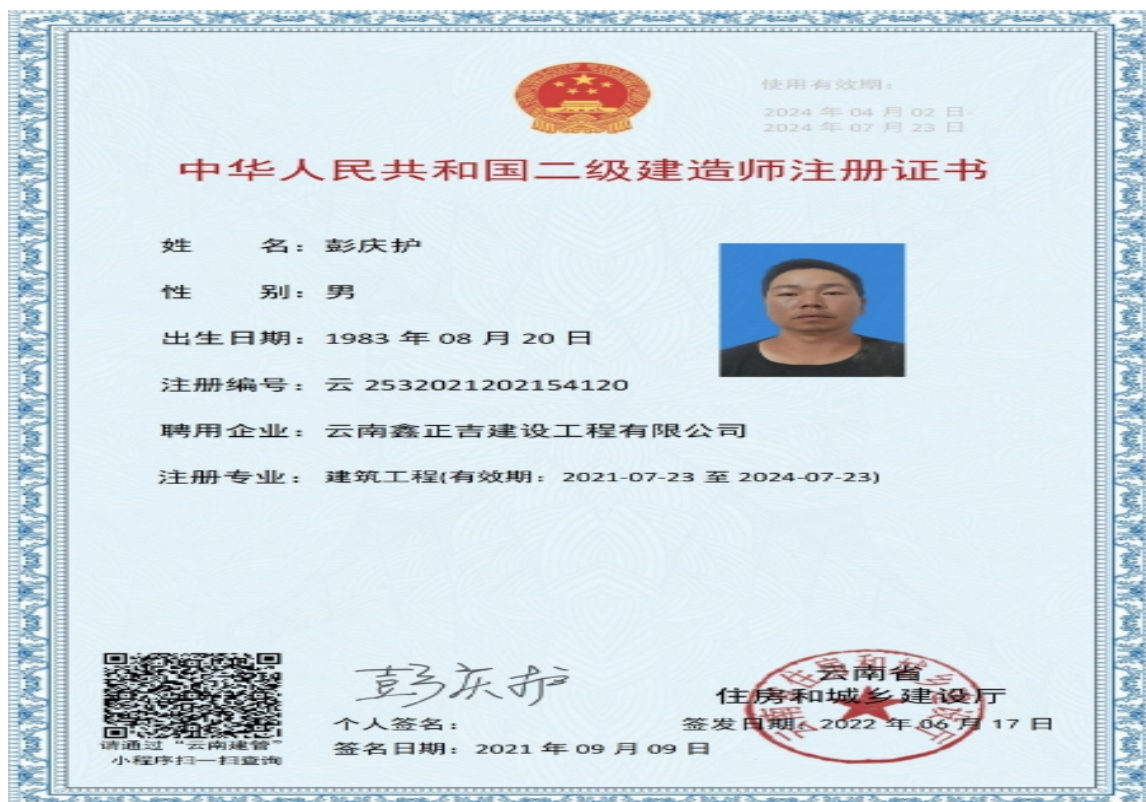 使用有效期：
2024 年 04 月 02 日-
2024 年 07 月 23 日
中华人民共和国二级建造师注册证书
姓 名：彭庆护
性 别：男
出生日期：1983 年 08 月 20 日
注册编号：云 2532021202154120
聘用企业：云南鑫正吉建设工程有限公司
注册专业：建筑工程(有效期：2021-07-23 至 2024-07-23)
请通过“云南建管”
小程序扫一扫查询
彭庆护
个人签名：
签名日期：2021 年 09 月 09 日
云南省
住房和城乡建设厅
签发日期：2022 年 06 月 17 日